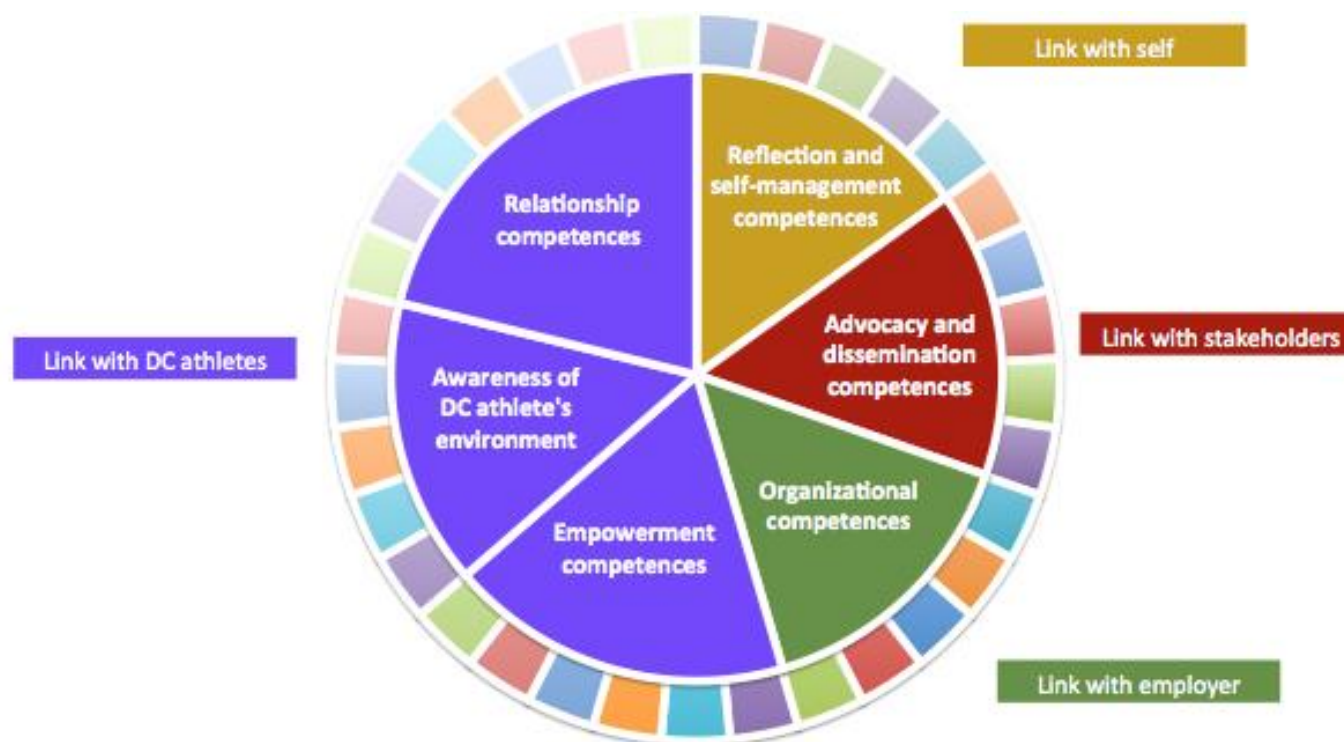 Link with self
Reflection and
self-management
competences
Relationship
competences
Advocacy and
dissemination
competences
Link with stakeholders
Link with DC athletes
Awareness of
DC athlete's
environment
Organizational
competences
Empowerment
competences
Link with employer